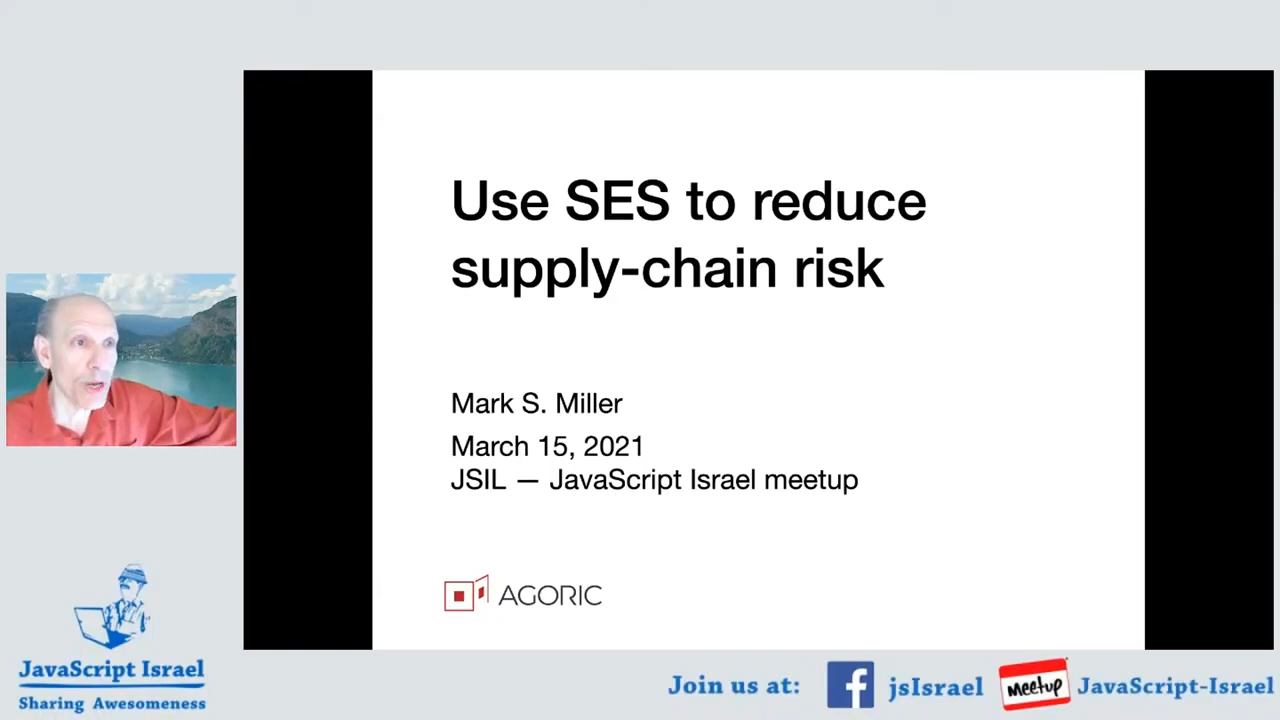 Use SES to reduce
supply-chain risk
Mark S. Miller
March 15, 2021
JSIL — JavaScript Israel meetup
AGORIC
JavaScript Israel
Sharing Awesomeness
Join us at:
jsIsrael
meetup
JavaScript-Israel